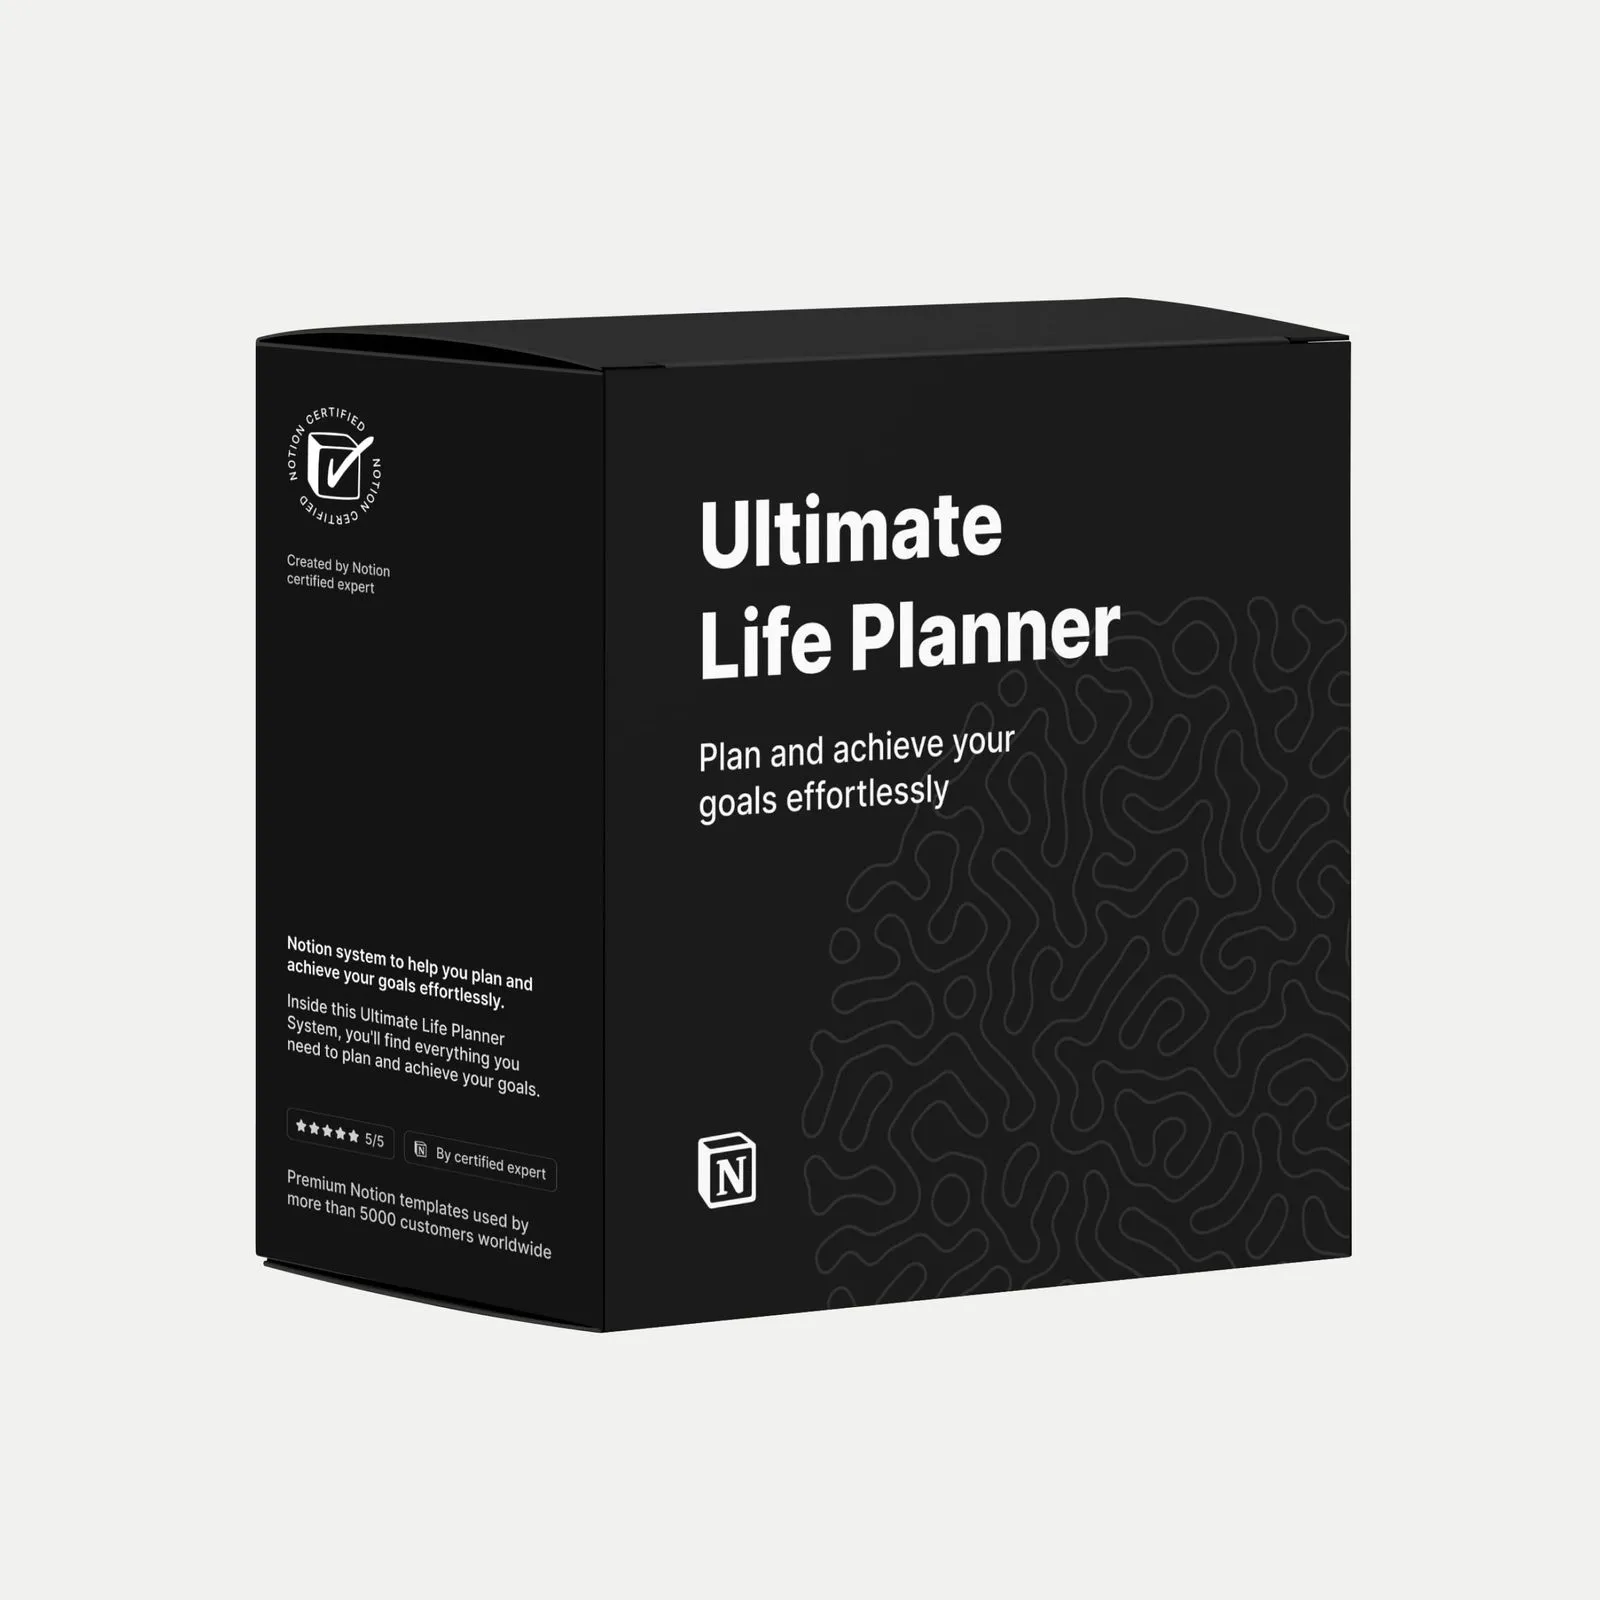 NOTION CERTIFIED NOTION CERTIFIED
Created by Notion
certified expert
Notion system to help you plan and
achieve your goals effortlessly.
Inside this Ultimate Life Planner
System, you'll find everything you
need to plan and achieve your goals.
5/5
N By certified expert
Premium Notion templates used by
more than 5000 customers worldwide
Ultimate
Life Planner
Plan and achieve your
goals effortlessly
N